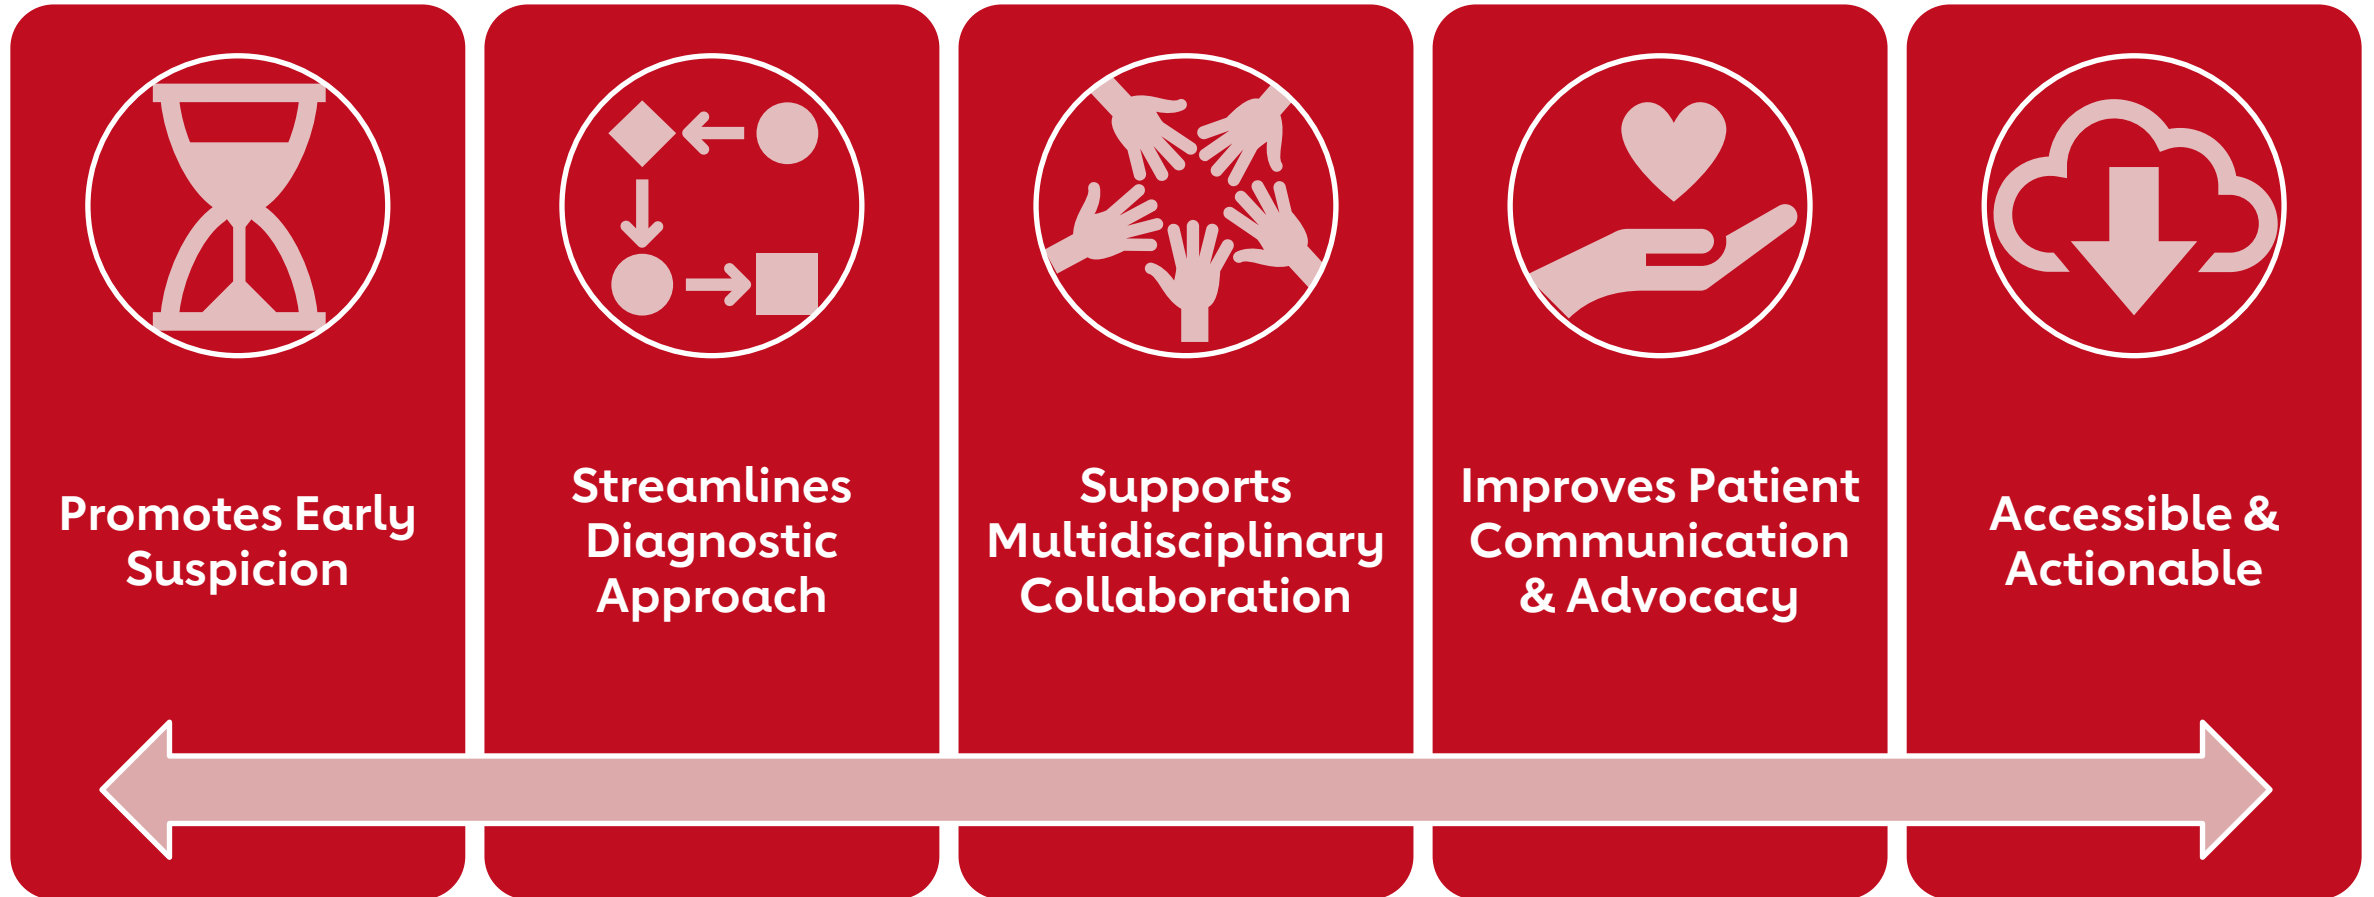 Promotes Early
Suspicion
Streamlines
Diagnostic
Approach
Supports
Multidisciplinary
Collaboration
Improves Patient
Communication
& Advocacy
Accessible &
Actionable